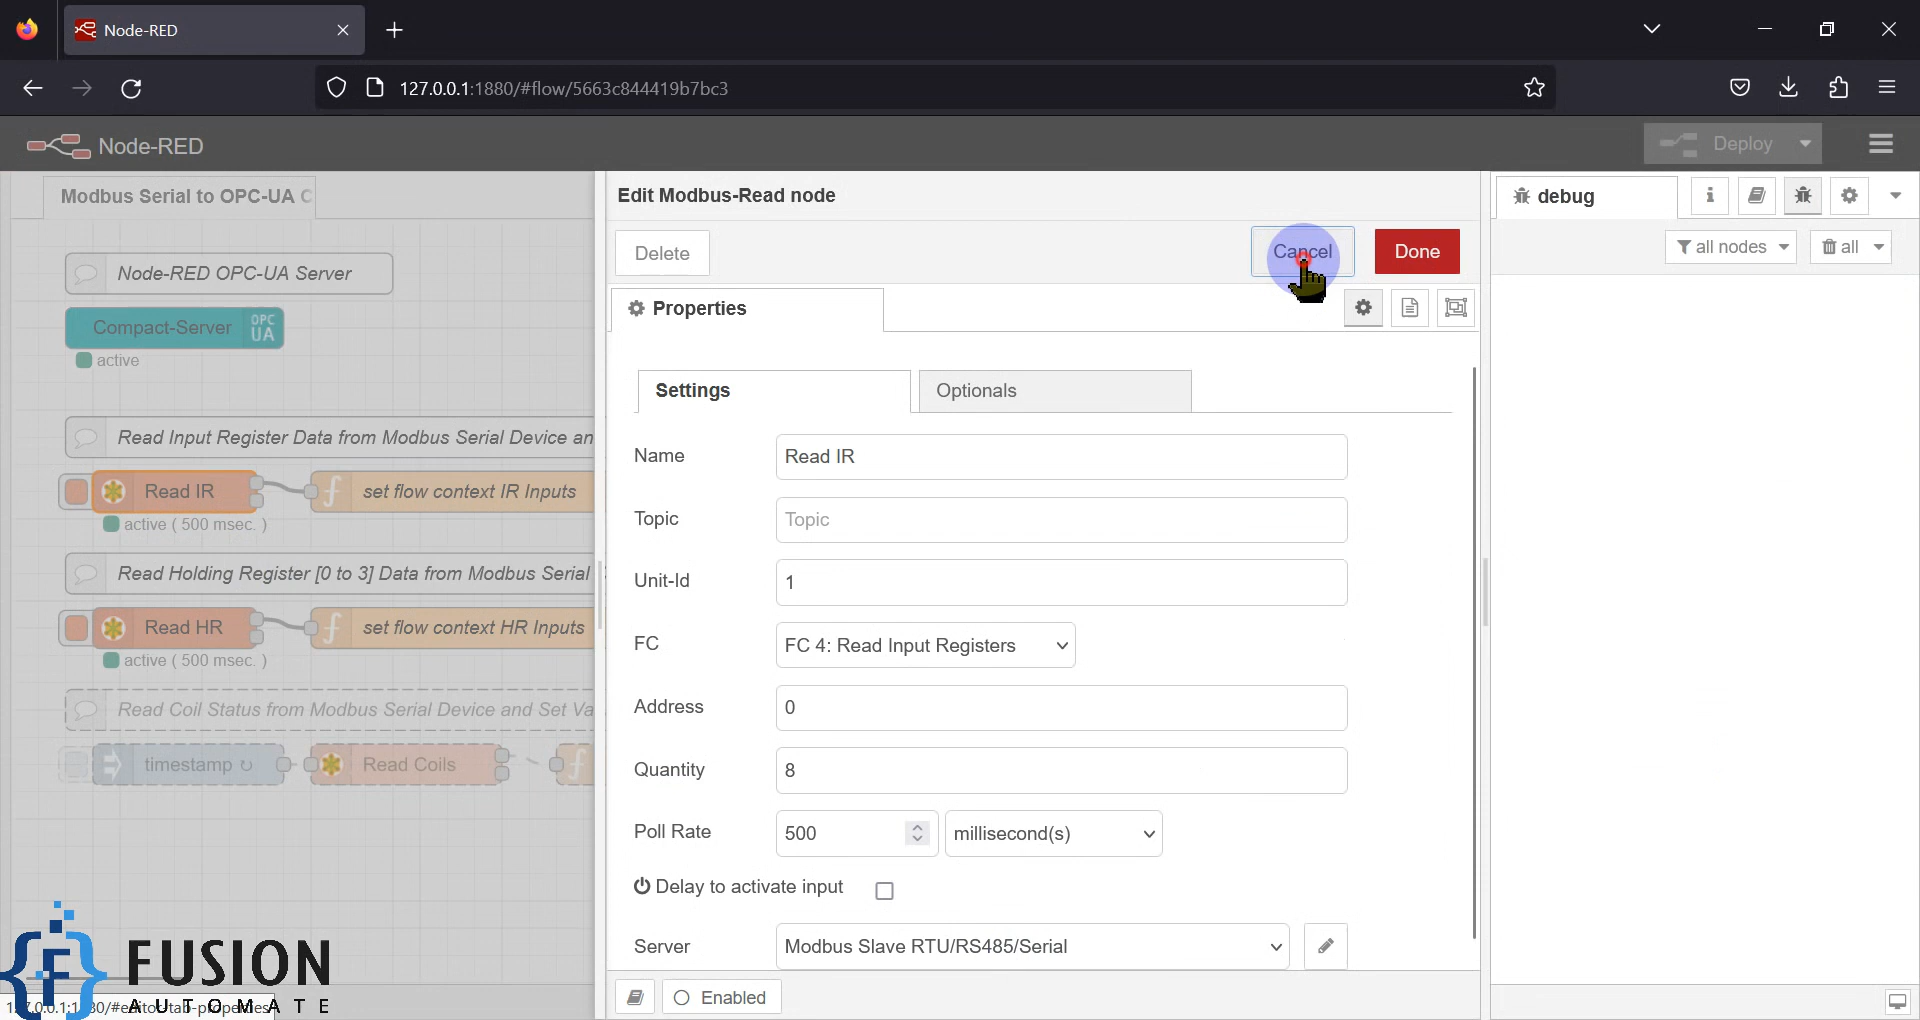 Node-RED
127.0.0.1:1880/#flow/5663c844419b7bc3
Node-RED
Deploy
Modbus Serial to OPC-UA C
Node-RED OPC-UA Server
Compact-Server OPC UA
active
Read Input Register Data from Modbus Serial Device an
Read IR
set flow context IR Inputs
active ( 500 msec. )
Read Holding Register [0 to 3] Data from Modbus Serial
Read HR
set flow context HR Inputs
active ( 500 msec. )
Read Coil Status from Modbus Serial Device and Set Va
timestamp ↻
Read Coils
Edit Modbus-Read node
Delete
Cancel
Done
Properties
Settings
Optionals
Name
Read IR
Topic
Topic
Unit-Id
1
FC
FC 4: Read Input Registers
Address
0
Quantity
8
Poll Rate
500
millisecond(s)
Delay to activate input
Server
Modbus Slave RTU/RS485/Serial
Enabled
debug
all nodes
all
FUSION
AUTOMATE